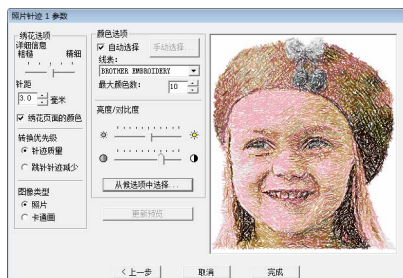 照片针迹 1 参数
绣花选项
详细信息
粗糙 精细
针距
3.0 毫米
绣花页面的颜色
转换优先级
针迹质量
跳针针迹减少
图像类型
照片
卡通画
颜色选项
自动选择 手动选择...
线表:
BROTHER EMBROIDERY
最大颜色数: 10
亮度/对比度
从候选项中选择...
更新预览
< 上一步 取消 完成